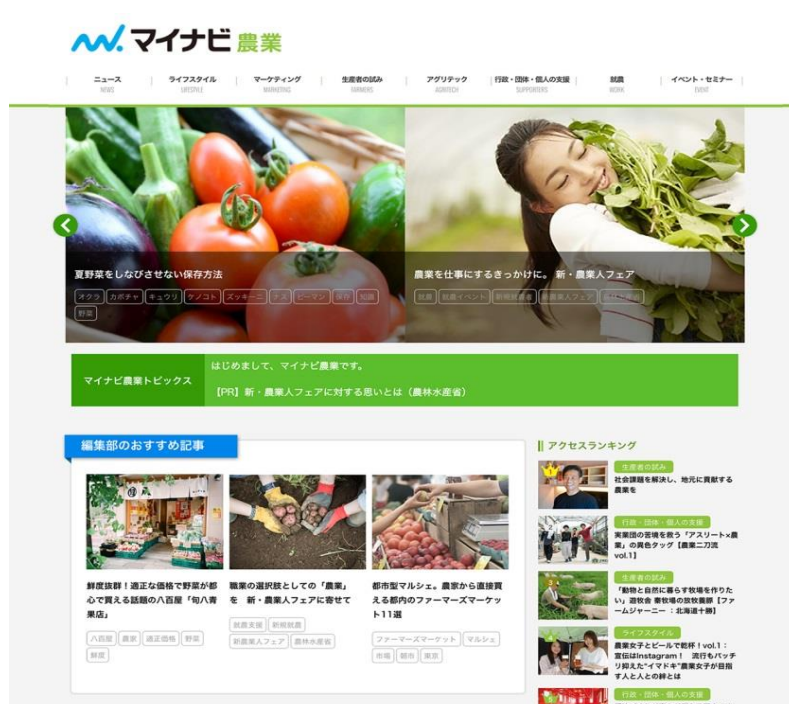 マイナビ 農業
ニュース
NEWS
ライフスタイル
LIFESTYLE
マーケティング
MARKETING
生産者の試み
FARMERS
アグリテック
AGRITECH
行政・団体・個人の支援
SUPPORTERS
就農
WORK
イベント・セミナー
EVENT
夏野菜をしなびさせない保存方法
オクラ カボチャ キュウリ タケノコ ズッキーニ ナス ピーマン 保存 知識
野菜
農業を仕事にするきっかけに。 新・農業人フェア
就農 就農イベント 新規就農者 新農業人フェア
マイナビ農業トピックス
はじめまして、マイナビ農業です。
【PR】新・農業人フェアに対する思いとは（農林水産省）
編集部のおすすめ記事
鮮度抜群！適正な価格で野菜が都
心で買える話題の八百屋「旬八青
果店」
八百屋 農家 適正価格 野菜
鮮度
職業の選択肢としての「農業」
を 新・農業人フェアに寄せて
就農支援 新規就農
新農業人フェア 農林水産省
都市型マルシェ。農家から直接買
える都内のファーマーズマーケッ
ト11選
ファーマーズマーケット マルシェ
市場 朝市 東京
アクセスランキング
1
生産者の試み
社会課題を解決し、地元に貢献する
農業を
2
行政・団体・個人の支援
実業団の苦境を救う「アスリート×農
業」の異色タッグ【農業二刀流
vol.1】
3
生産者の試み
「動物と自然に暮らす牧場を作りた
い」遊牧舎 秦牧場の放牧養豚【ファ
ームジャーニー ：北海道十勝】
4
ライフスタイル
農業女子とビールで乾杯！vol.1：
宣伝はInstagram！ 流行もバッチ
リ抑えた“イマドキ”農業女子が目指
す人と人との絆とは
5
行政・団体・個人の支援